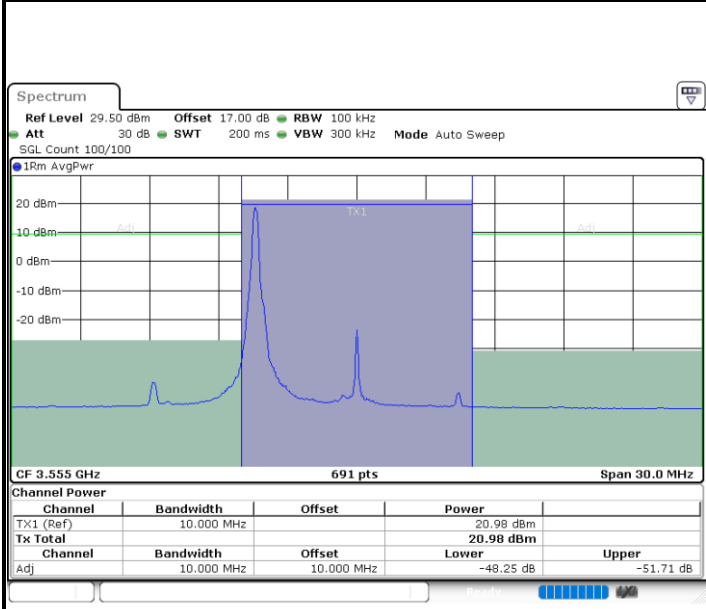 Spectrum
Ref Level 29.50 dBm Offset 17.00 dB RBW 100 kHz
Att 30 dB SWT 200 ms VBW 300 kHz Mode Auto Sweep
SGL Count 100/100
1Rm AvgPwr
20 dBm
TX1
Adj Adj
10 dBm
0 dBm
-10 dBm
-20 dBm
CF 3.555 GHz 691 pts Span 30.0 MHz
Channel Power
Channel Bandwidth Offset Power
TX1 (Ref) 10.000 MHz 20.98 dBm
Tx Total 20.98 dBm
Channel Bandwidth Offset Lower Upper
Adj 10.000 MHz 10.000 MHz -48.25 dB -51.71 dB
Ready